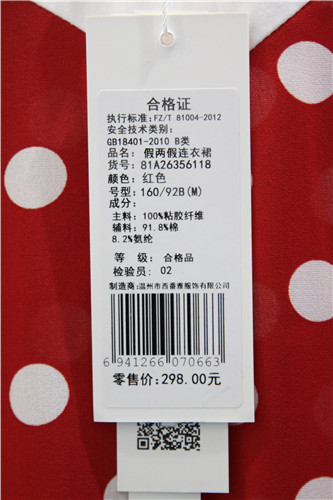 合格证
执行标准:FZ/T 81004-2012
安全技术类别:
GB18401-2010 B类
品名: 假两假连衣裙
货号:81A26356118
颜色: 红色
号型:160/92B(M)
成分:
主料: 100%粘胶纤维
辅料: 91.8%棉
8.2%氨纶
等 级: 合格品
检验员: 02
制造商:温州市西番雅服饰有限公司
6 941266 070663
零售价:298.00元